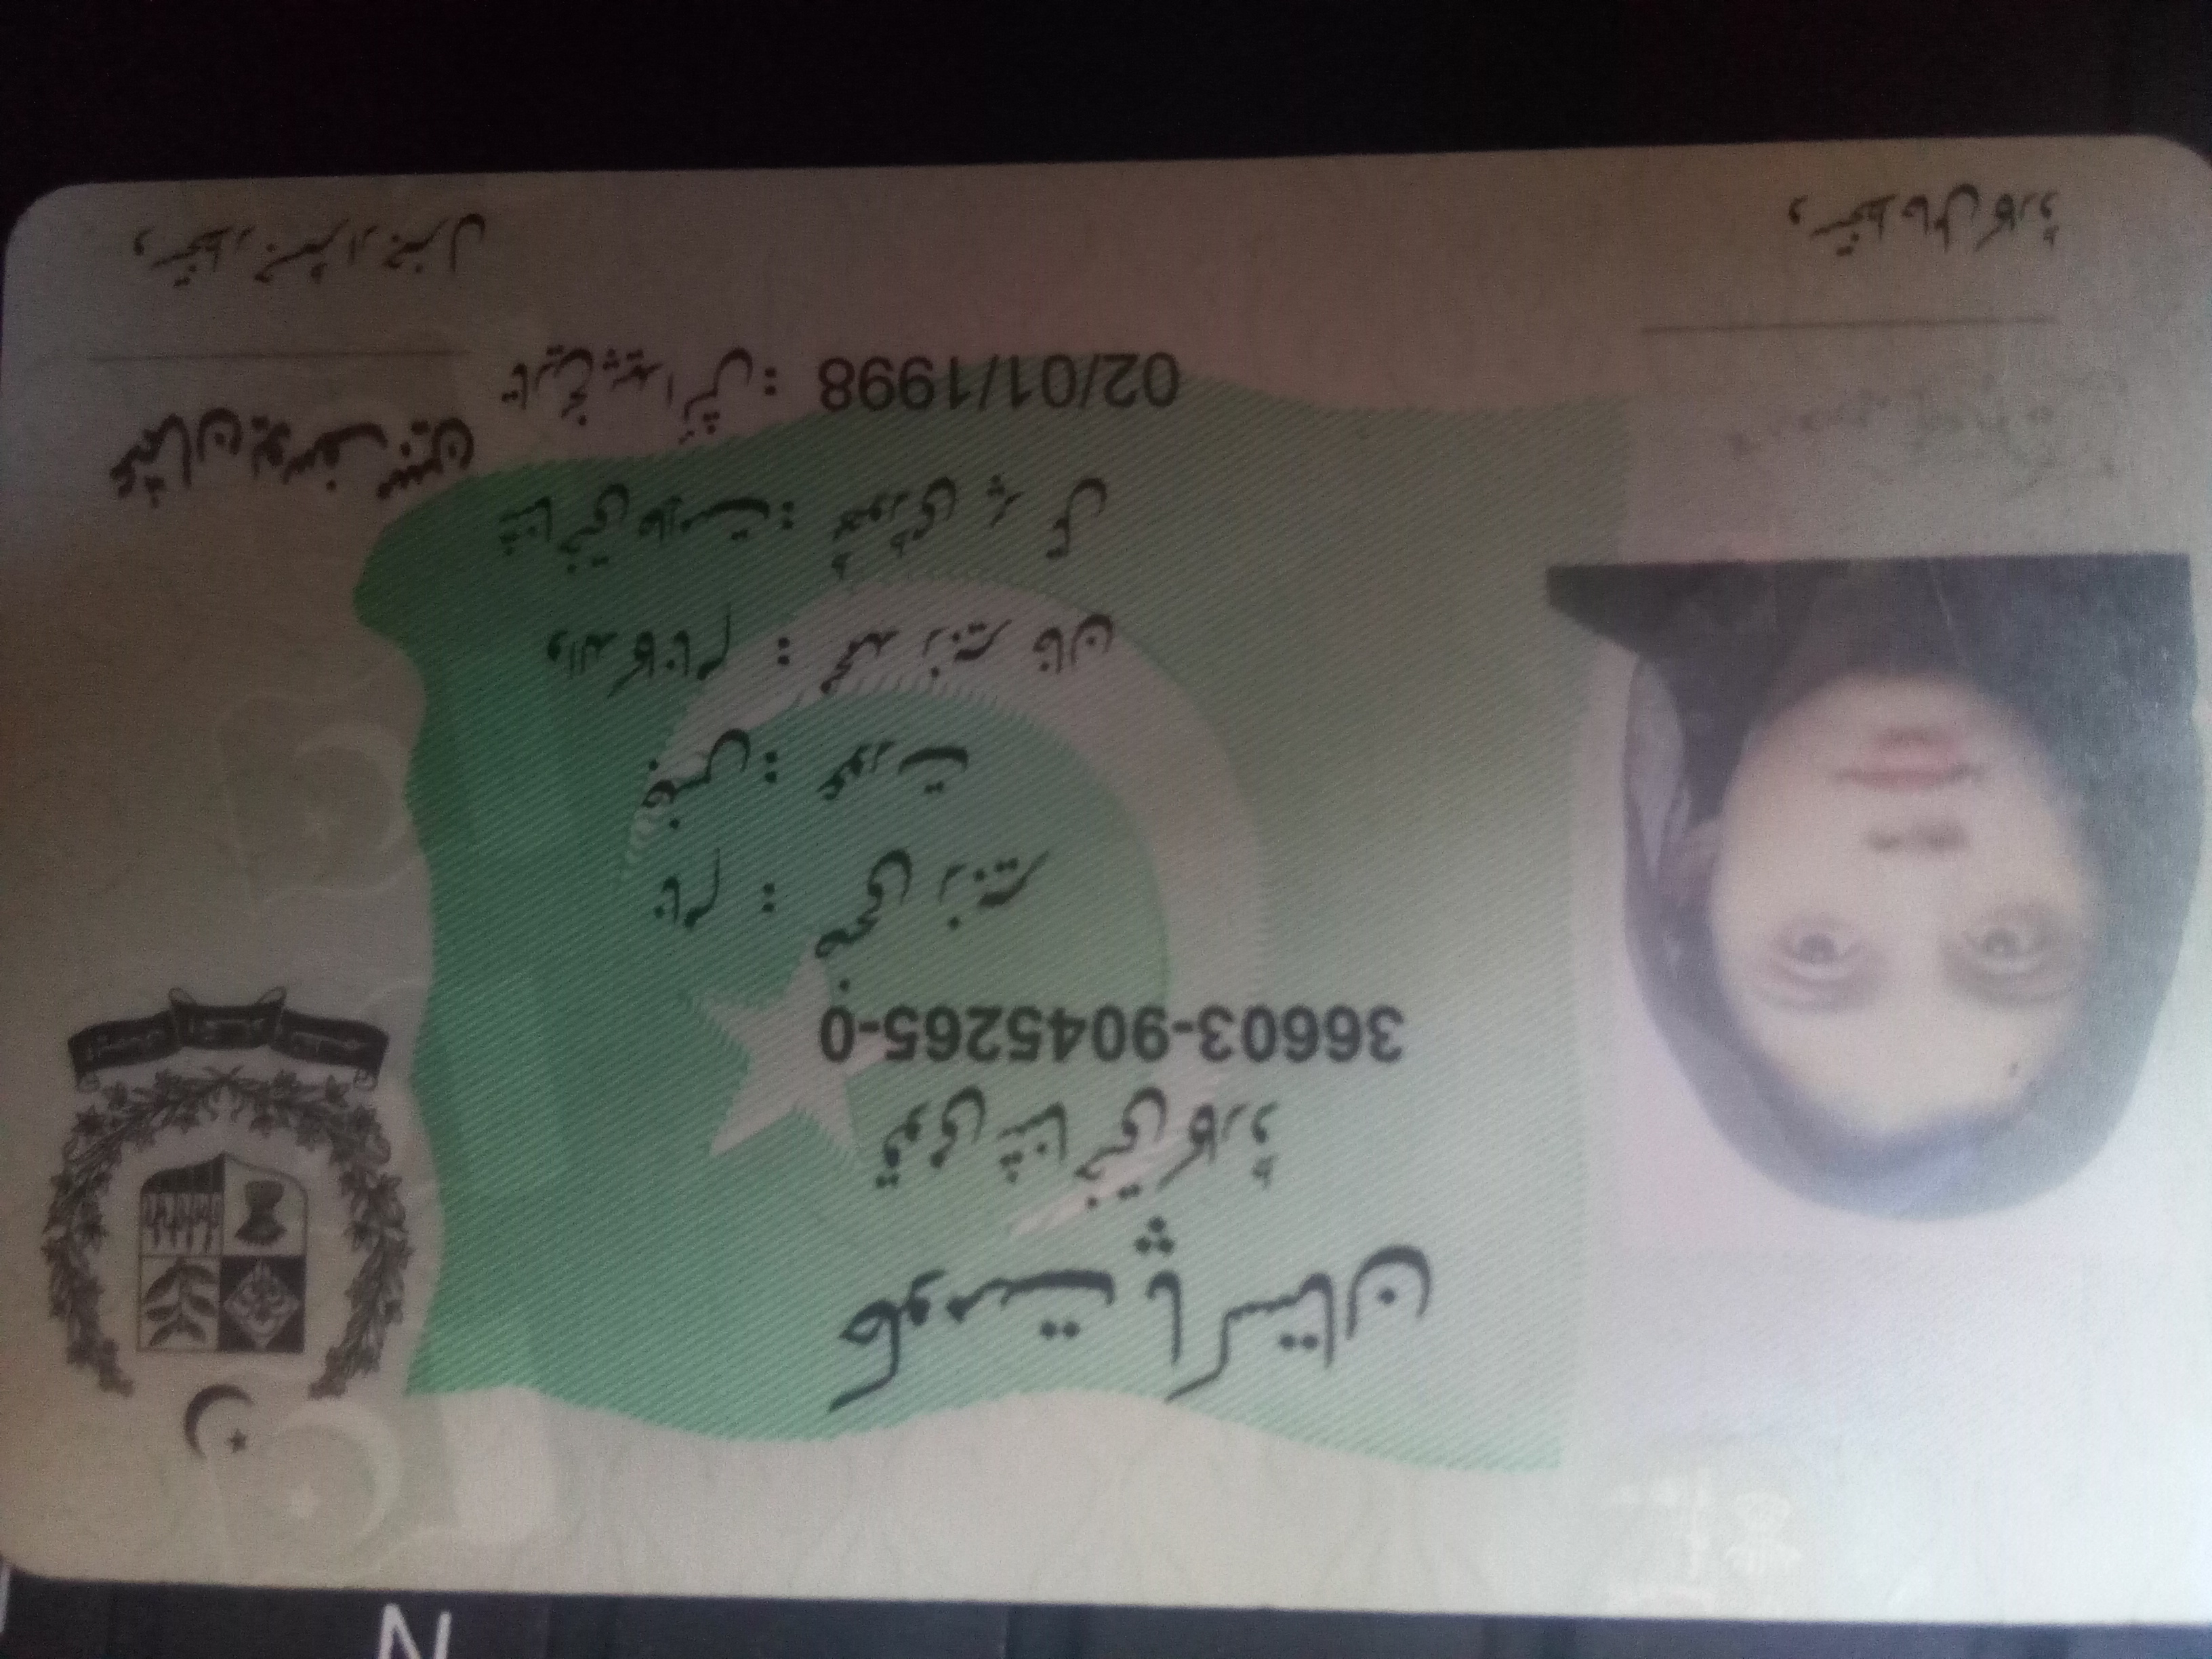 N
حکومت پاکستان
قومی شناختی کارڈ
36603-9045265-0
نام : ضحی زبیر
جنس : عورت
والد کا نام : محمد زبیر خان
شناختی علامت : ٹھوڑی پر تل
تاریخ پیدائش : 02/01/1998
عثمان یوسف مبین
دستخط رجسٹرار جنرل
دستخط حامل کارڈ